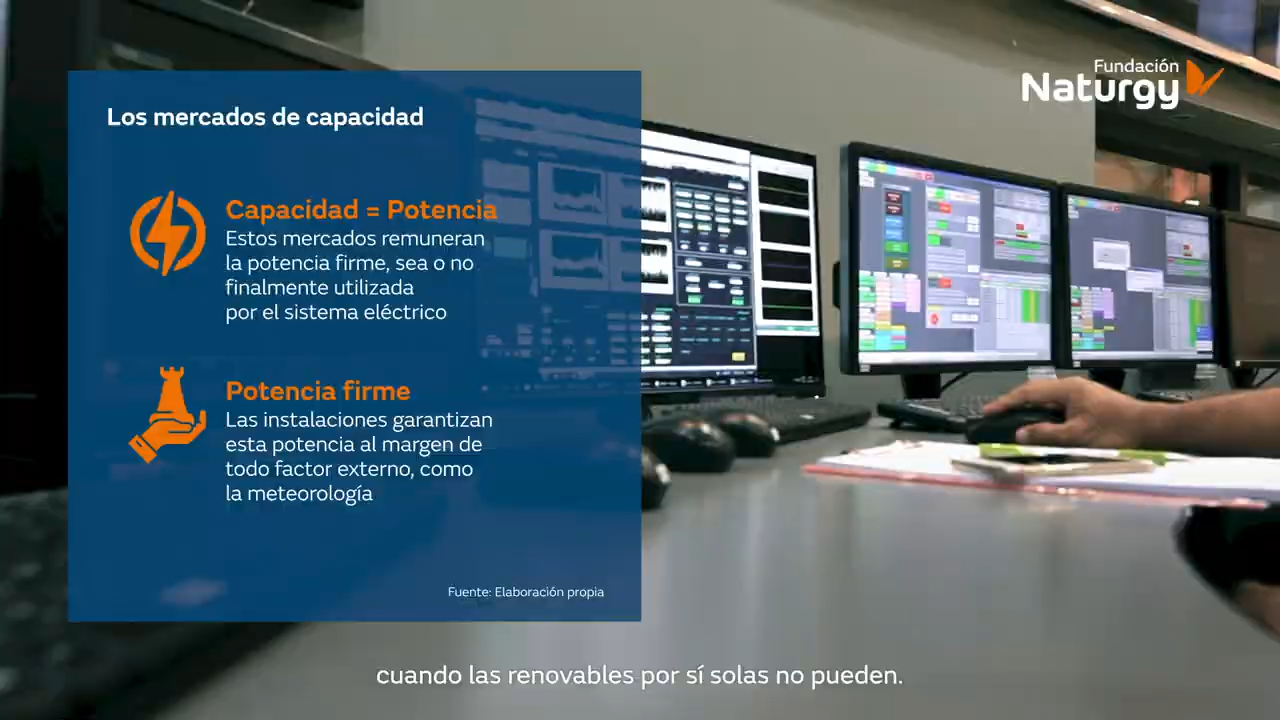 Fundación
Naturgy
Los mercados de capacidad
Capacidad = Potencia
Estos mercados remuneran
la potencia firme, sea o no
finalmente utilizada
por el sistema eléctrico
Potencia firme
Las instalaciones garantizan
esta potencia al margen de
todo factor externo, como
la meteorología
Fuente: Elaboración propia
cuando las renovables por sí solas no pueden.